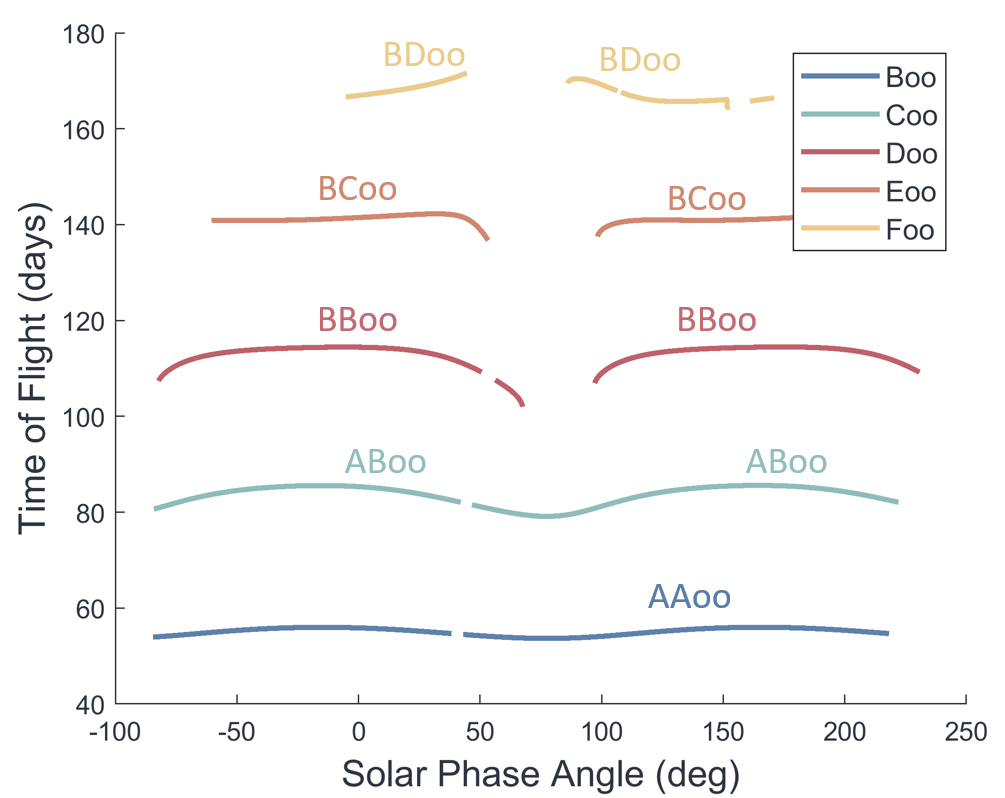 180
BDoo
BDoo
Boo
Coo
Doo
Eoo
Foo
160
BCoo
BCoo
140
120
BBoo
BBoo
100
ABoo
ABoo
80
60
AAoo
40
-100
-50
0
50
100
150
200
250
Time of Flight (days)
Solar Phase Angle (deg)